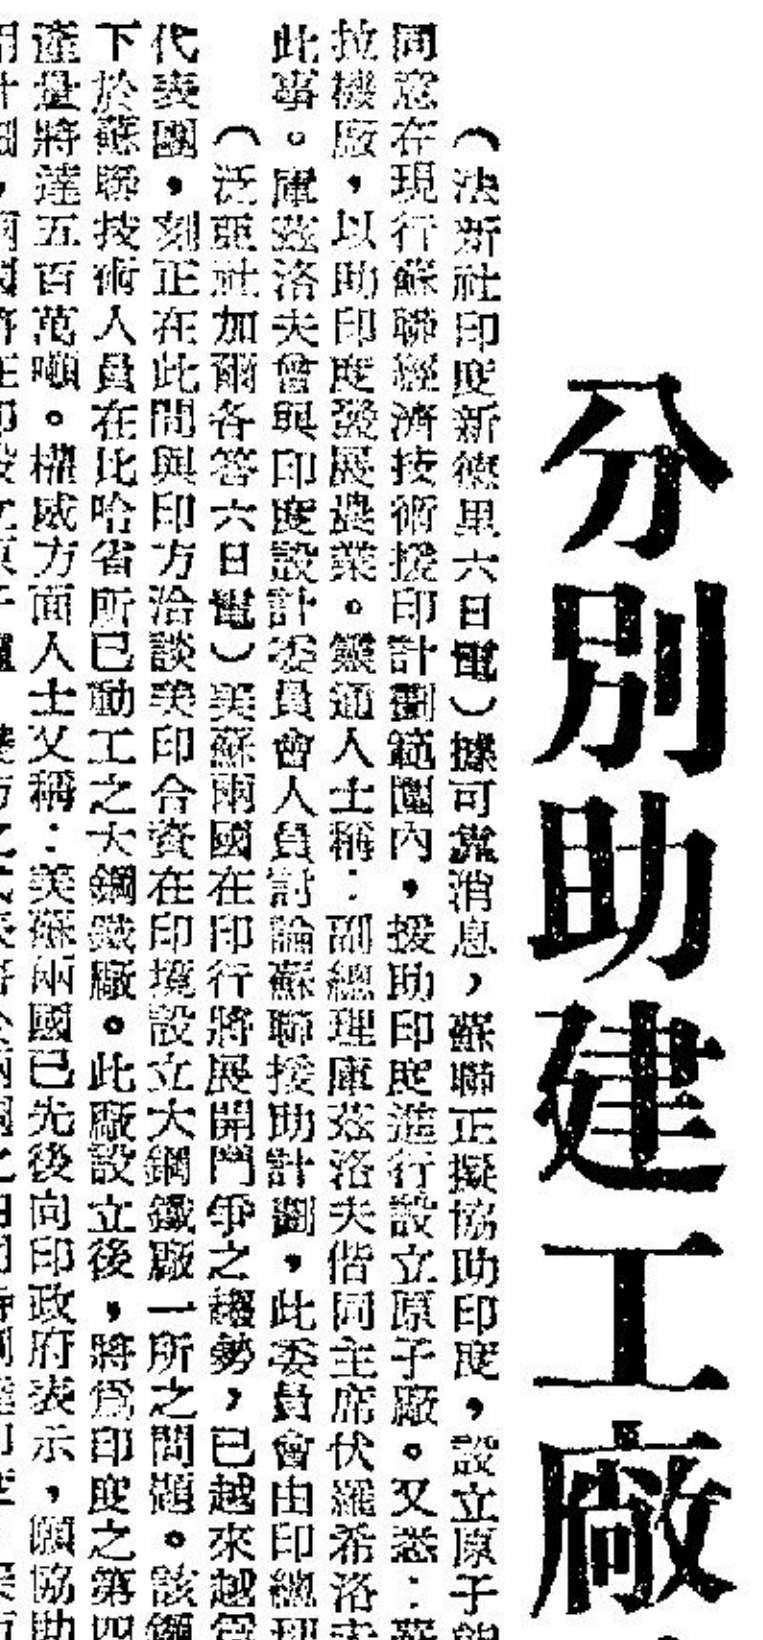 分別助建工廠
（法新社印度新德里六日電）據可靠消息，蘇聯正擬協助印度，設立原子
同意在現行蘇聯經濟技術援印計劃範圍內，援助印度進行設立原子廠。又悉：蘇
拉機廠，以助印度發展農業。靈通人士稱：副總理庫茲洛夫偕同主席伏羅希洛夫
此事。庫茲洛夫曾與印度設計委員會人員討論蘇聯援助計劃，此委員會由印總理
（泛亞社加爾各答六日電）美蘇兩國在印行將展開鬥爭之趨勢，已越來越
代表團，刻正在此間與印方洽談美印合資在印境設立大鋼鐵廠一所之問題。該鋼
下於蘇聯技術人員在比哈省所已動工之大鋼鐵廠。此廠設立後，將為印度之第四
產量將達五百萬噸。權威方面人士又稱：美蘇兩國已先後向印政府表示，願協助